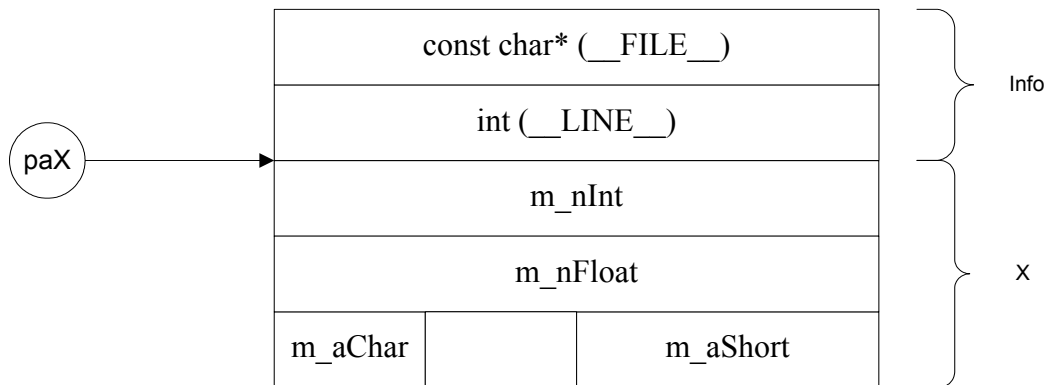 const char* (__FILE__)
Info
int (__LINE__)
paX
m_nInt
m_nFloat
X
m_aChar
m_aShort